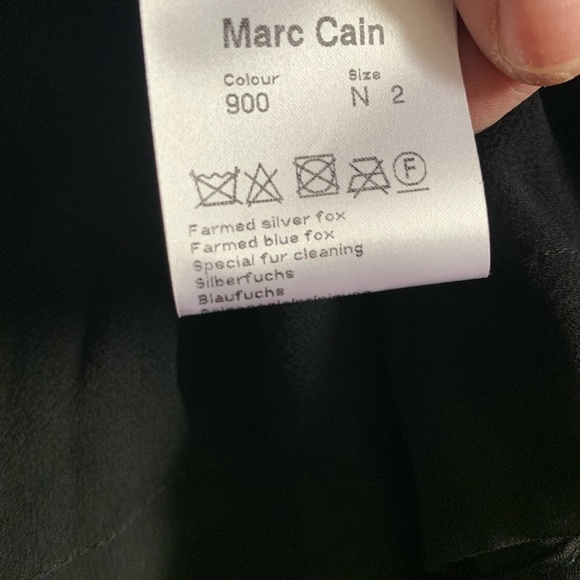 Marc Cain
Colour Size
900 N 2
F
Farmed silver fox
Farmed blue fox
Special fur cleaning
Silberfuchs
Blaufuchs